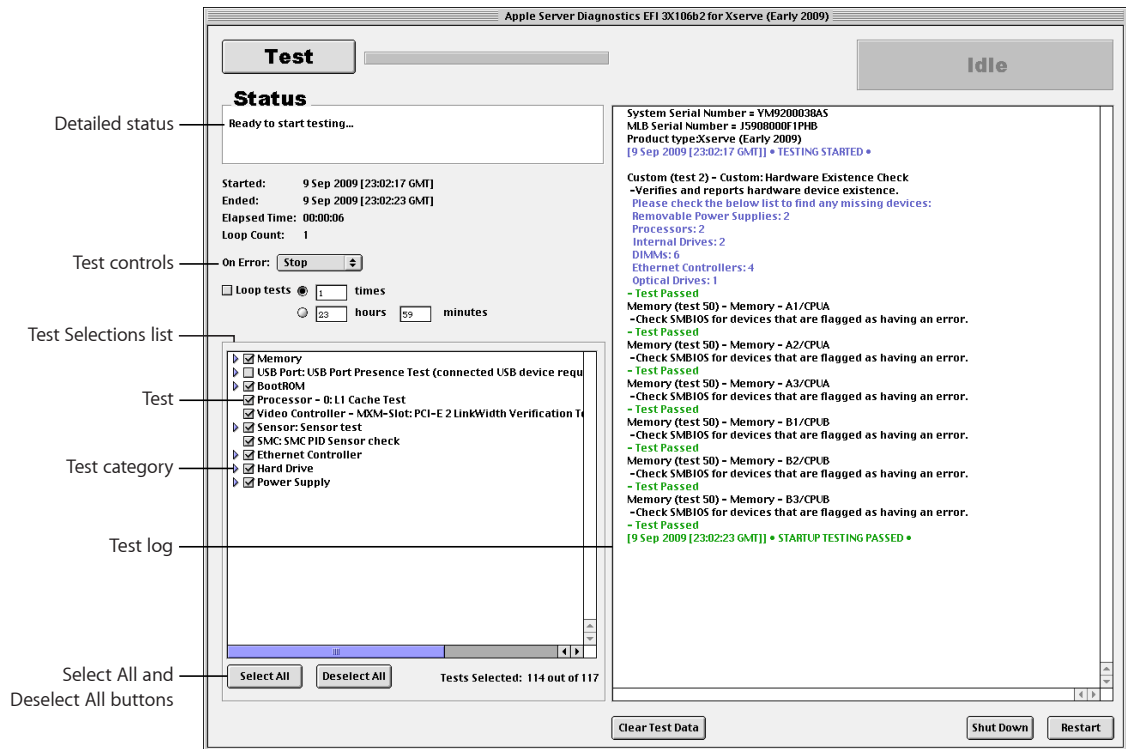 Apple Server Diagnostics EFI 3X106b2 for Xserve (Early 2009)
Test
Idle
Status
Detailed status
Ready to start testing...
Started: 9 Sep 2009 [23:02:17 GMT]
Ended: 9 Sep 2009 [23:02:23 GMT]
Elapsed Time: 00:00:06
Loop Count: 1
Test controls
On Error: Stop
Loop tests 1 times
23 hours 59 minutes
Test Selections list
Memory
USB Port: USB Port Presence Test (connected USB device requ
BootROM
Test
Processor - 0: L1 Cache Test
Video Controller - MXM-Slot: PCI-E 2 LinkWidth Verification Te
Sensor: Sensor test
SMC: SMC PID Sensor check
Ethernet Controller
Test category
Hard Drive
Power Supply
Test log
Select All and
Deselect All buttons
Select All
Deselect All
Tests Selected: 114 out of 117
System Serial Number = YM9200038AS
MLB Serial Number = J5908000F1PHB
Product type:Xserve (Early 2009)
[9 Sep 2009 [23:02:17 GMT]] • TESTING STARTED •
Custom (test 2) - Custom: Hardware Existence Check
-Verifies and reports hardware device existence.
Please check the below list to find any missing devices:
Removable Power Supplies: 2
Processors: 2
Internal Drives: 2
DIMMs: 6
Ethernet Controllers: 4
Optical Drives: 1
- Test Passed
Memory (test 50) - Memory - A1/CPUA
-Check SMBIOS for devices that are flagged as having an error.
- Test Passed
Memory (test 50) - Memory - A2/CPUA
-Check SMBIOS for devices that are flagged as having an error.
- Test Passed
Memory (test 50) - Memory - A3/CPUA
-Check SMBIOS for devices that are flagged as having an error.
- Test Passed
Memory (test 50) - Memory - B1/CPUB
-Check SMBIOS for devices that are flagged as having an error.
- Test Passed
Memory (test 50) - Memory - B2/CPUB
-Check SMBIOS for devices that are flagged as having an error.
- Test Passed
Memory (test 50) - Memory - B3/CPUB
-Check SMBIOS for devices that are flagged as having an error.
- Test Passed
[9 Sep 2009 [23:02:23 GMT]] • STARTUP TESTING PASSED •
Clear Test Data
Shut Down
Restart